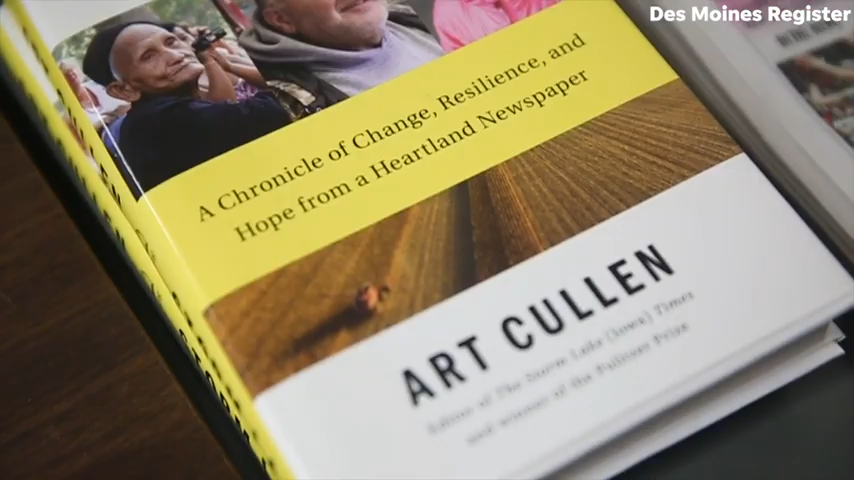 Des Moines Register
A Chronicle of Change, Resilience, and
Hope from a Heartland Newspaper
ART CULLEN
Editor of The Storm Lake (Iowa) Times
and winner of the Pulitzer Prize